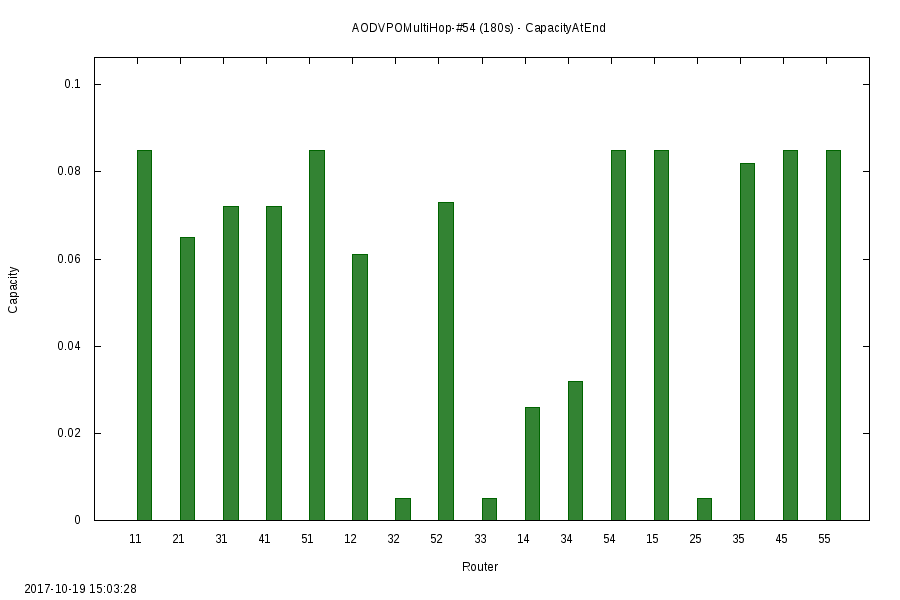 AODVPOMultiHop-#54 (180s) - CapacityAtEnd
0.1
0.08
0.06
0.04
0.02
0
Capacity
11 21 31 41 51 12 32 52 33 14 34 54 15 25 35 45 55
Router
2017-10-19 15:03:28